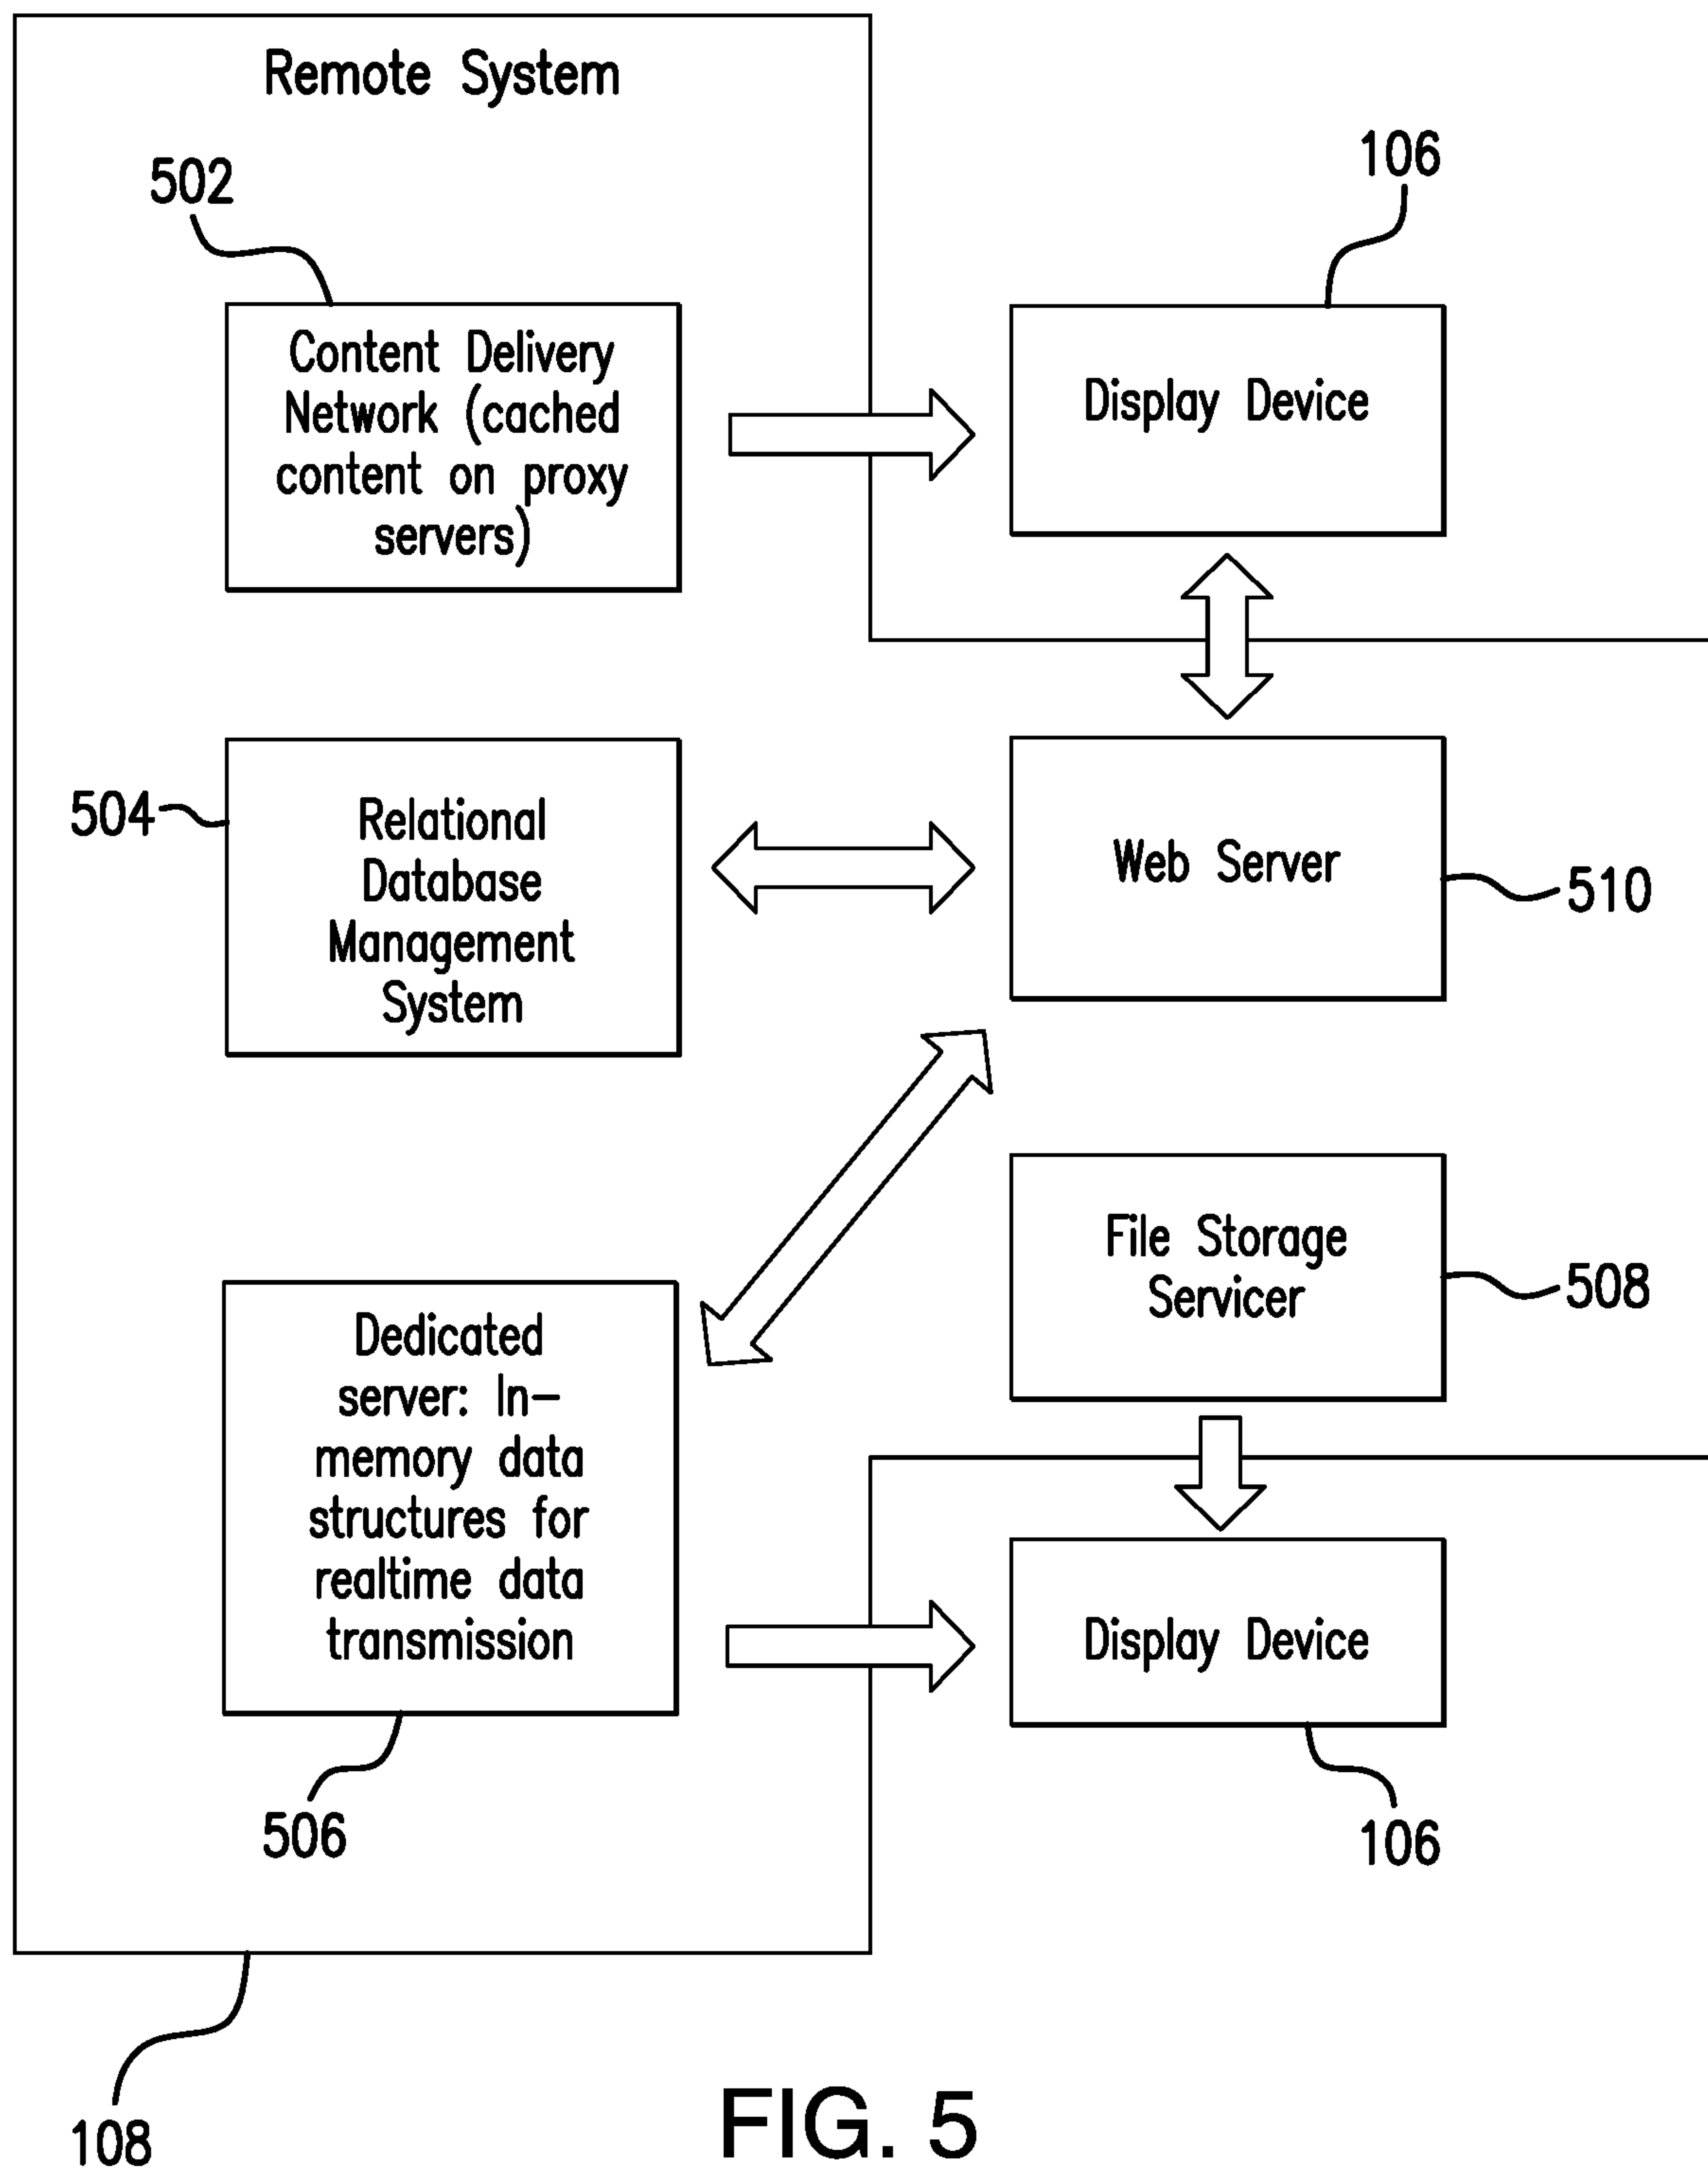 Remote System
502
106
Content Delivery
Network (cached
content on proxy
servers)
Display Device
504
Relational
Database
Management
System
Web Server
510
File Storage
Servicer
508
Dedicated
server: In-
memory data
structures for
realtime data
transmission
Display Device
506
106
108
FIG. 5